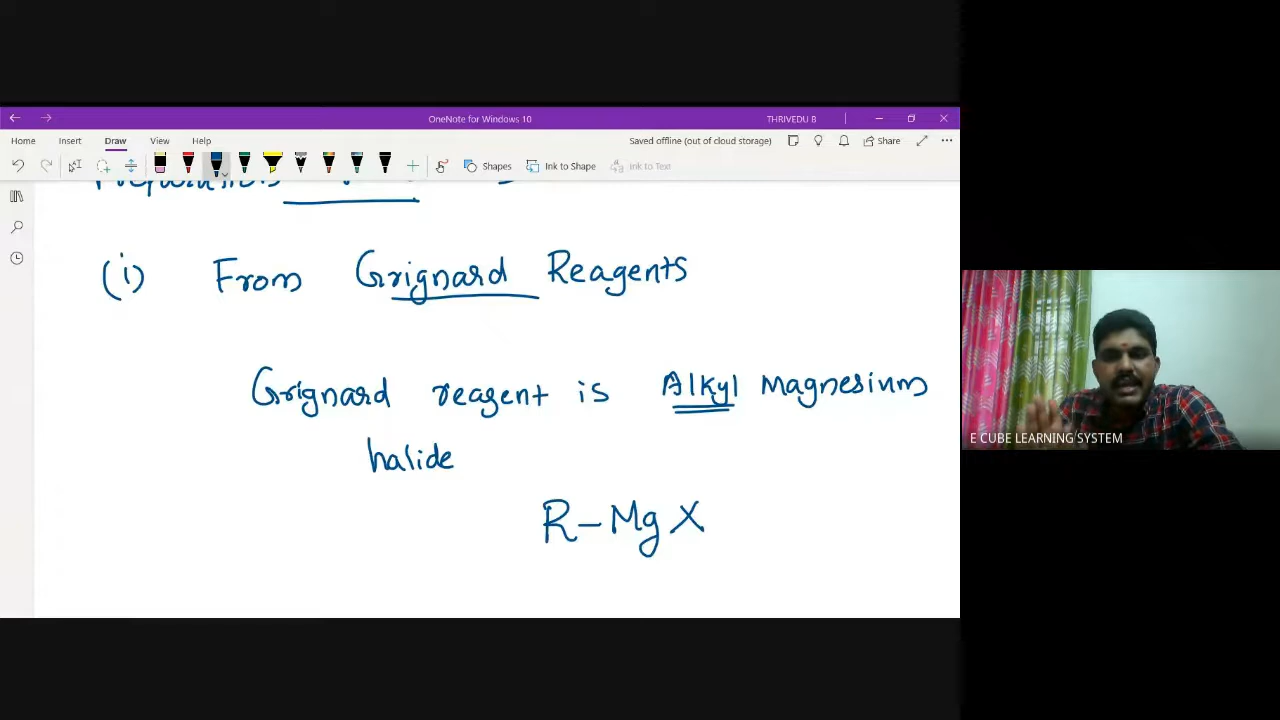 OneNote for Windows 10
THRIVEDU B
Home Insert Draw View Help
Saved offline (out of cloud storage)
Share
Shapes
Ink to Shape
Ink to Text
Preparation
(i) From Grignard Reagents
Grignard reagent is Alkyl magnesium
halide
R-MgX
E CUBE LEARNING SYSTEM